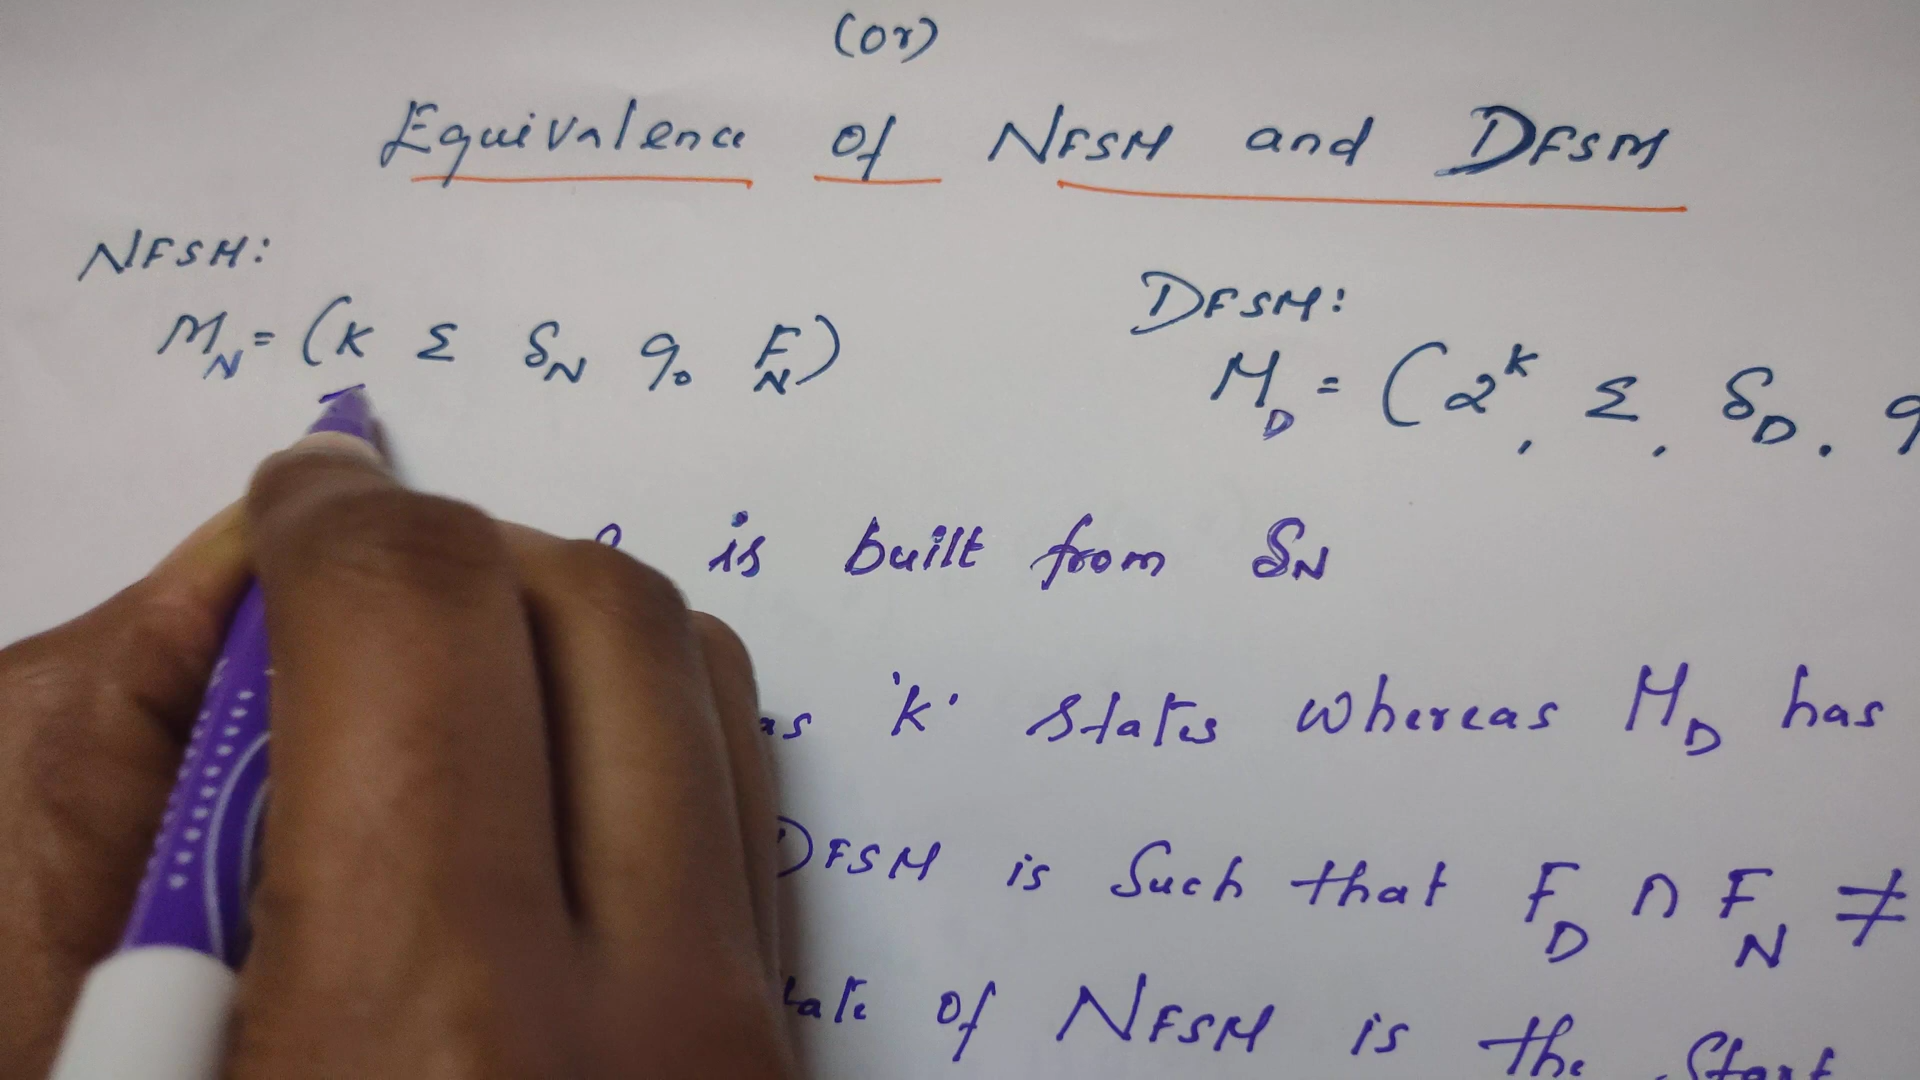 (or)
Equivalence of NFSM and DFSM
NFSM:
M_N = (K Σ δ_N q_0 F_N)
DFSM:
M_D = (2^K, Σ, δ_D, q
is built from δ_N
'K' states whereas M_D has
DFSM is such that F_D ∩ F_N ≠
of NFSM is the start